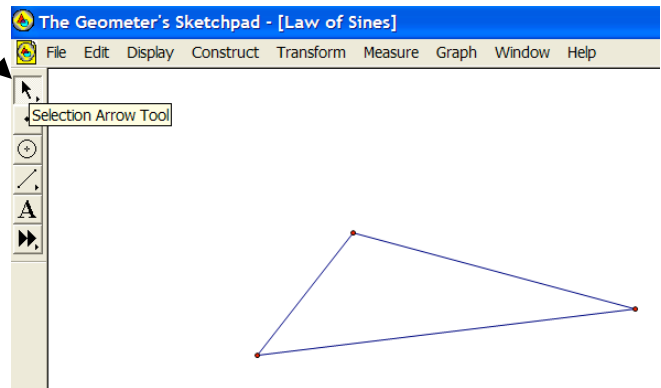 The Geometer's Sketchpad - [Law of Sines]
File Edit Display Construct Transform Measure Graph Window Help
Selection Arrow Tool
A